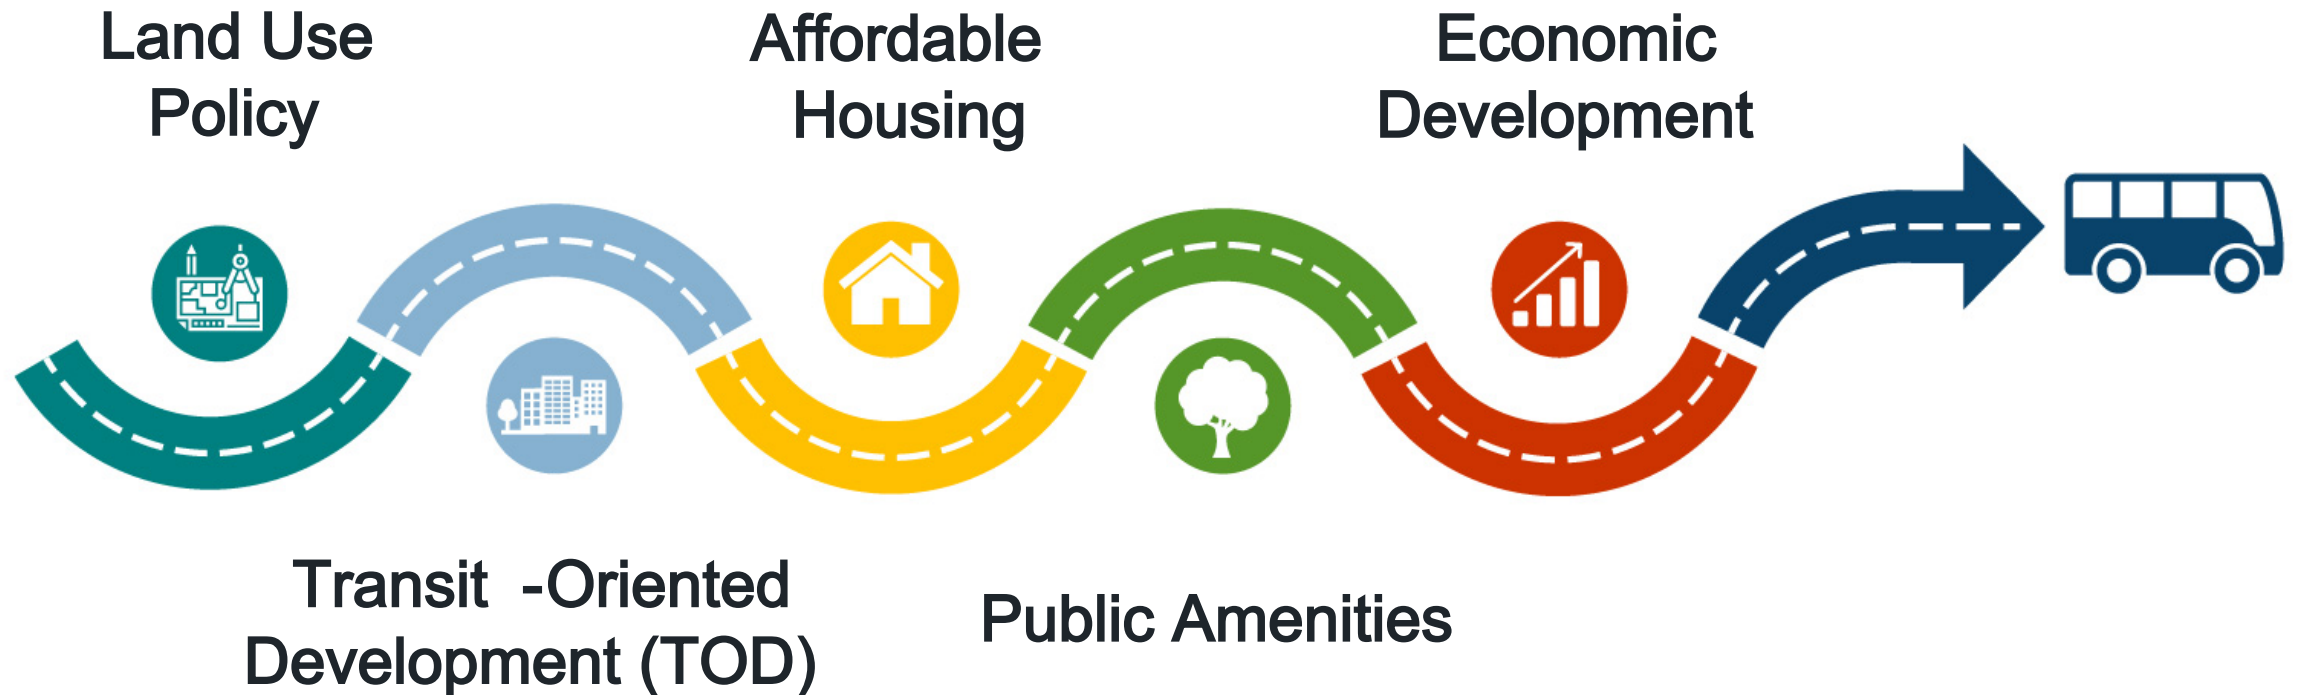 Land Use
Policy
Transit -Oriented
Development (TOD)
Affordable
Housing
Public Amenities
Economic
Development